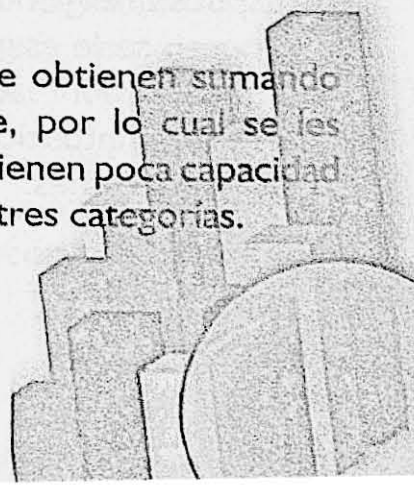 e obtienen sumando
e, por lo cual se les
ienen poca capacidad
tres categorías.